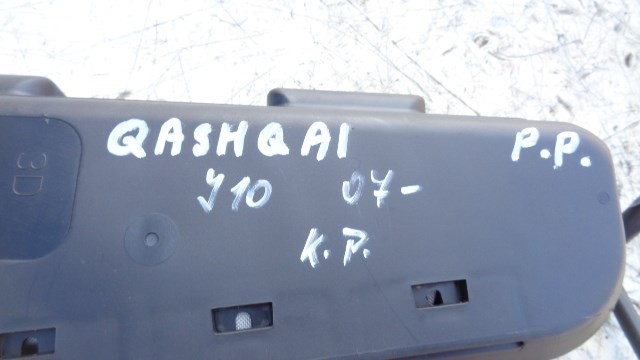 QASHQAI P.P.
J10 07-
K.P.
3D